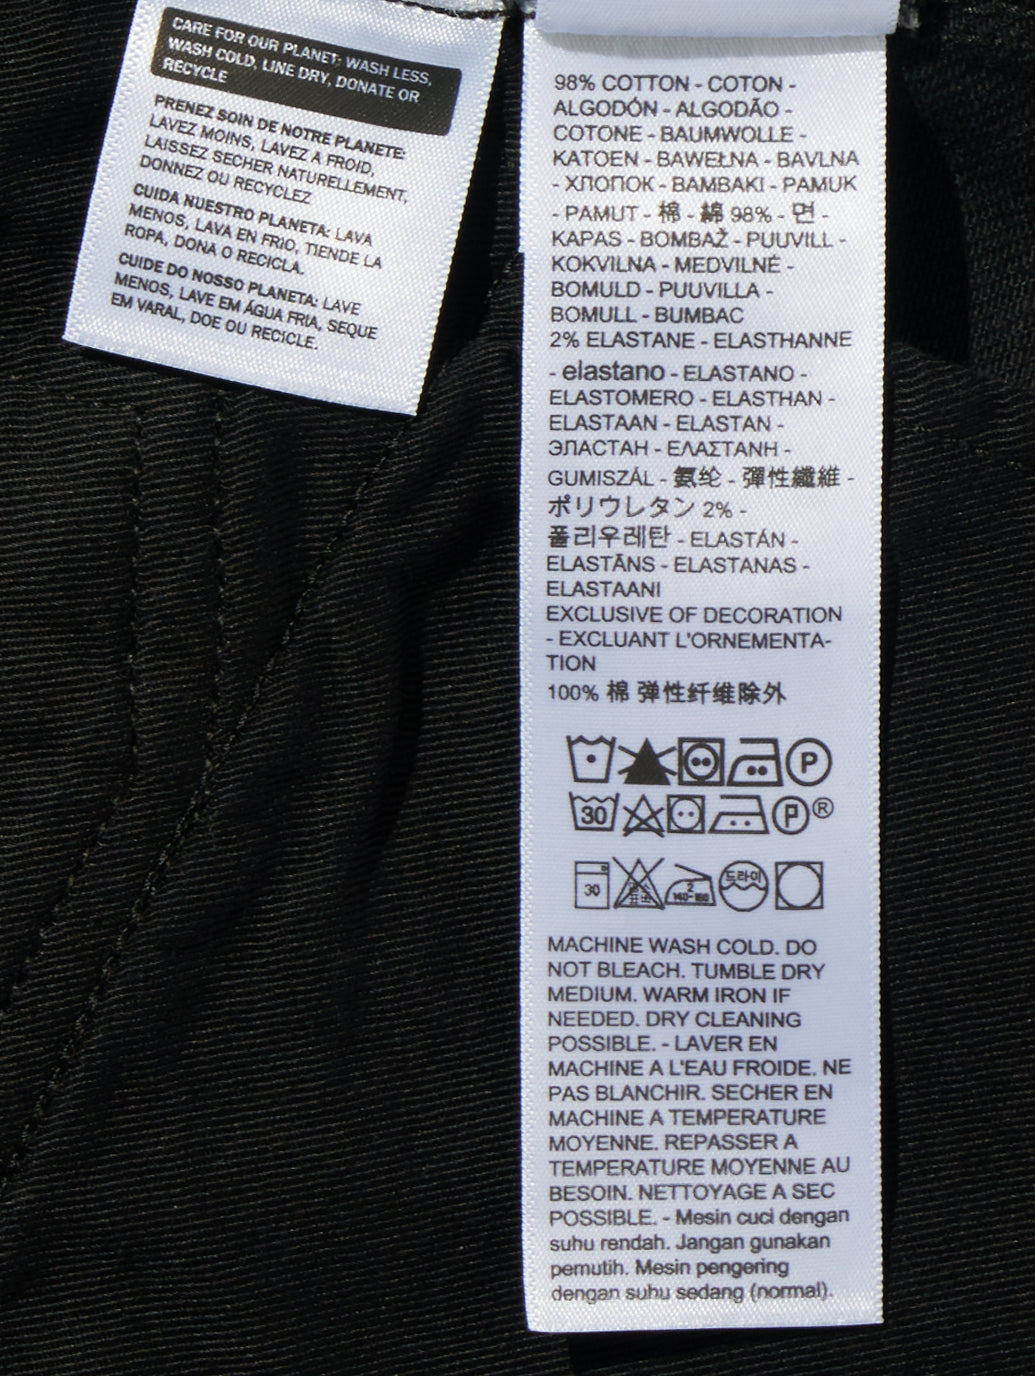 CARE FOR OUR PLANET: WASH LESS,
WASH COLD, LINE DRY, DONATE OR
RECYCLE
PRENEZ SOIN DE NOTRE PLANETE:
LAVEZ MOINS, LAVEZ A FROID,
LAISSEZ SECHER NATURELLEMENT,
DONNEZ OU RECYCLEZ
CUIDA NUESTRO PLANETA: LAVA
MENOS, LAVA EN FRIO, TIENDE LA
ROPA, DONA O RECICLA.
CUIDE DO NOSSO PLANETA: LAVE
MENOS, LAVE EM ÁGUA FRIA, SEQUE
EM VARAL, DOE OU RECICLE.
98% COTTON - COTON -
ALGODÓN - ALGODÃO -
COTONE - BAUMWOLLE -
KATOEN - BAWEŁNA - BAVLNA
- ХЛОПОК - BAMBAKI - PAMUK
- PAMUT - 棉 - 綿 98% - 면 -
KAPAS - BOMBAŽ - PUUVILL -
KOKVILNA - MEDVILNĖ -
BOMULD - PUUVILLA -
BOMULL - BUMBAC
2% ELASTANE - ELASTHANNE
- elastano - ELASTANO -
ELASTOMERO - ELASTHAN -
ELASTAAN - ELASTAN -
ЭЛАСТАН - ΕΛΑΣΤΑΝΗ -
GUMISZÁL - 氨纶 - 彈性纖維 -
ポリウレタン 2% -
폴리우레탄 - ELASTÁN -
ELASTĀNS - ELASTANAS -
ELASTAANI
EXCLUSIVE OF DECORATION
- EXCLUANT L'ORNEMENTA-
TION
100% 棉 弹性纤维除外
P
30 P ®
30 2 140-160 드라이
MACHINE WASH COLD. DO
NOT BLEACH. TUMBLE DRY
MEDIUM. WARM IRON IF
NEEDED. DRY CLEANING
POSSIBLE. - LAVER EN
MACHINE A L'EAU FROIDE. NE
PAS BLANCHIR. SECHER EN
MACHINE A TEMPERATURE
MOYENNE. REPASSER A
TEMPERATURE MOYENNE AU
BESOIN. NETTOYAGE A SEC
POSSIBLE. - Mesin cuci dengan
suhu rendah. Jangan gunakan
pemutih. Mesin pengering
dengan suhu sedang (normal).